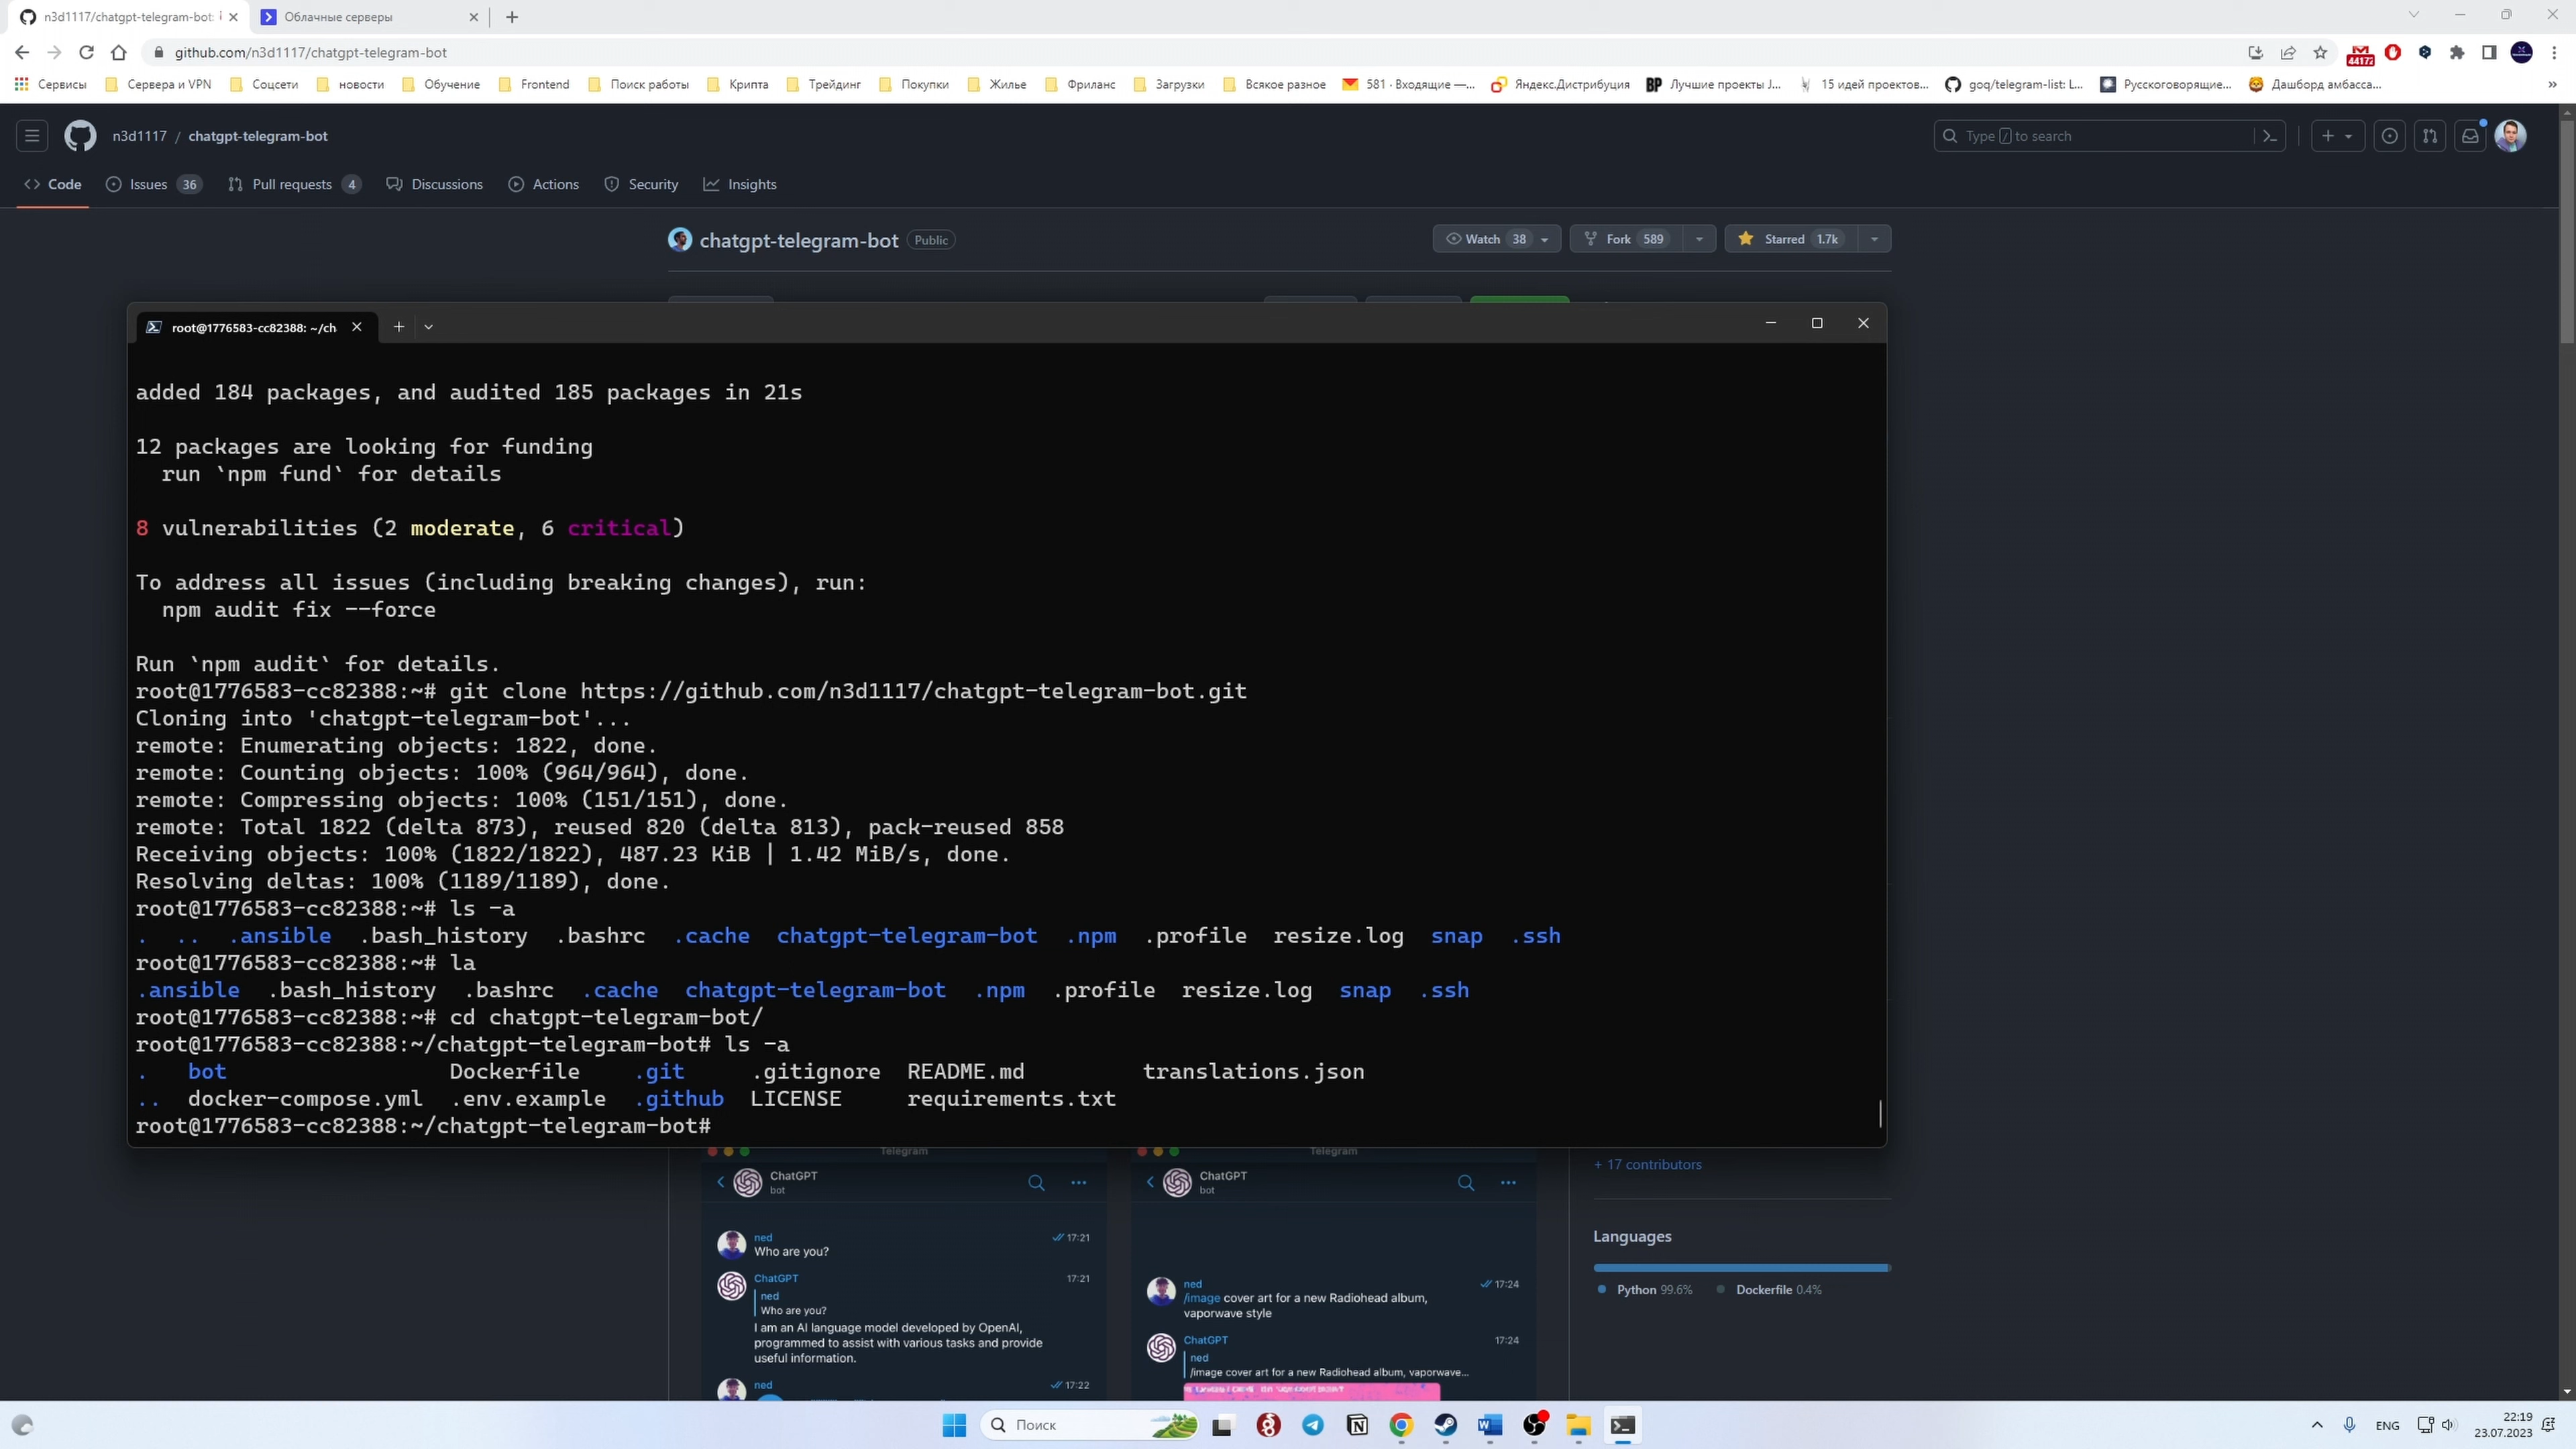 n3d1117/chatgpt-telegram-bot:
Облачные серверы
github.com/n3d1117/chatgpt-telegram-bot
Сервисы
Сервера и VPN
Соцсети
новости
Обучение
Frontend
Поиск работы
Крипта
Трейдинг
Покупки
Жилье
Фриланс
Загрузки
Всякое разное
581 · Входящие —...
Яндекс.Дистрибуция
Лучшие проекты J...
15 идей проектов...
goq/telegram-list: L...
Русскоговорящие...
Дашборд амбасса...
44172
n3d1117 / chatgpt-telegram-bot
Type / to search
Code
Issues 36
Pull requests 4
Discussions
Actions
Security
Insights
chatgpt-telegram-bot Public
Watch 38
Fork 589
Starred 1.7k
root@1776583-cc82388: ~/ch
added 184 packages, and audited 185 packages in 21s
12 packages are looking for funding
run `npm fund` for details
8 vulnerabilities (2 moderate, 6 critical)
To address all issues (including breaking changes), run:
npm audit fix --force
Run `npm audit` for details.
root@1776583-cc82388:~# git clone https://github.com/n3d1117/chatgpt-telegram-bot.git
Cloning into 'chatgpt-telegram-bot'...
remote: Enumerating objects: 1822, done.
remote: Counting objects: 100% (964/964), done.
remote: Compressing objects: 100% (151/151), done.
remote: Total 1822 (delta 873), reused 820 (delta 813), pack-reused 858
Receiving objects: 100% (1822/1822), 487.23 KiB | 1.42 MiB/s, done.
Resolving deltas: 100% (1189/1189), done.
root@1776583-cc82388:~# ls -a
. .. .ansible .bash_history .bashrc .cache chatgpt-telegram-bot .npm .profile resize.log snap .ssh
root@1776583-cc82388:~# la
.ansible .bash_history .bashrc .cache chatgpt-telegram-bot .npm .profile resize.log snap .ssh
root@1776583-cc82388:~# cd chatgpt-telegram-bot/
root@1776583-cc82388:~/chatgpt-telegram-bot# ls -a
. bot Dockerfile .git .gitignore README.md translations.json
.. docker-compose.yml .env.example .github LICENSE requirements.txt
root@1776583-cc82388:~/chatgpt-telegram-bot#
Telegram
ChatGPT
bot
ned
Who are you?
17:21
ChatGPT
17:21
ned
Who are you?
I am an AI language model developed by OpenAI,
programmed to assist with various tasks and provide
useful information.
ned
17:22
Telegram
ChatGPT
bot
ned
17:24
/image cover art for a new Radiohead album,
vaporwave style
ChatGPT
17:24
ned
/image cover art for a new Radiohead album, vaporwave...
+ 17 contributors
Languages
Python 99.6%
Dockerfile 0.4%
Поиск
ENG
22:19
23.07.2023